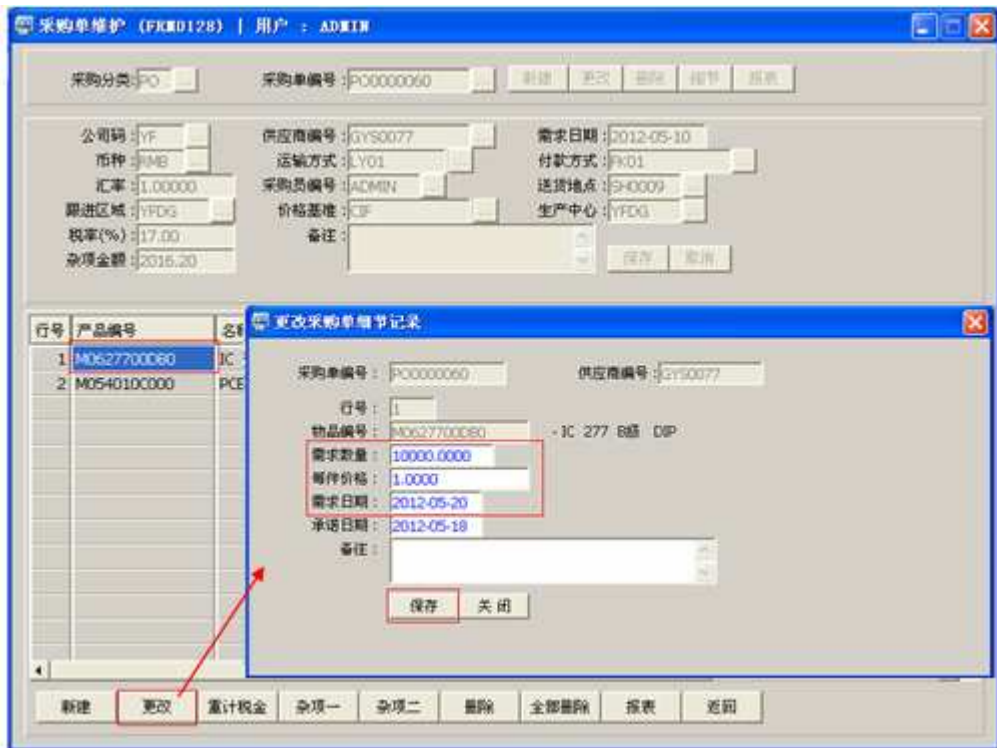 采购单维护 (FRM0128) | 用户 : ADMIN
采购分类: PO ... 采购单编号: PO0000060 ... 新建 更改 删除 细节 报表
公司码: YF ... 供应商编号: GYS0077 ... 需求日期: 2012-05-10
币种: RMB ... 运输方式: LY01 ... 付款方式: FK01 ...
汇率: 1.00000 采购员编号: ADMIN ... 送货地点: SH0009 ...
跟进区域: YFDG ... 价格基准: CIF ... 生产中心: YFDG ...
税率(%): 17.00 备注: 保存 取消
杂项金额: 2016.20
行号 产品编号
1 M0627700DB0 IC
2 M054010C000
更改采购单细节记录
采购单编号: PO0000060 供应商编号: GYS0077
行号: 1
物品编号: M0627700DB0 - IC 277 B级 DIP
需求数量: 10000.0000
每件价格: 1.0000
需求日期: 2012-05-20
承诺日期: 2012-05-18
备注:
保存 关闭
新建 更改 重计税金 杂项一 杂项二 删除 全部删除 报表 返回